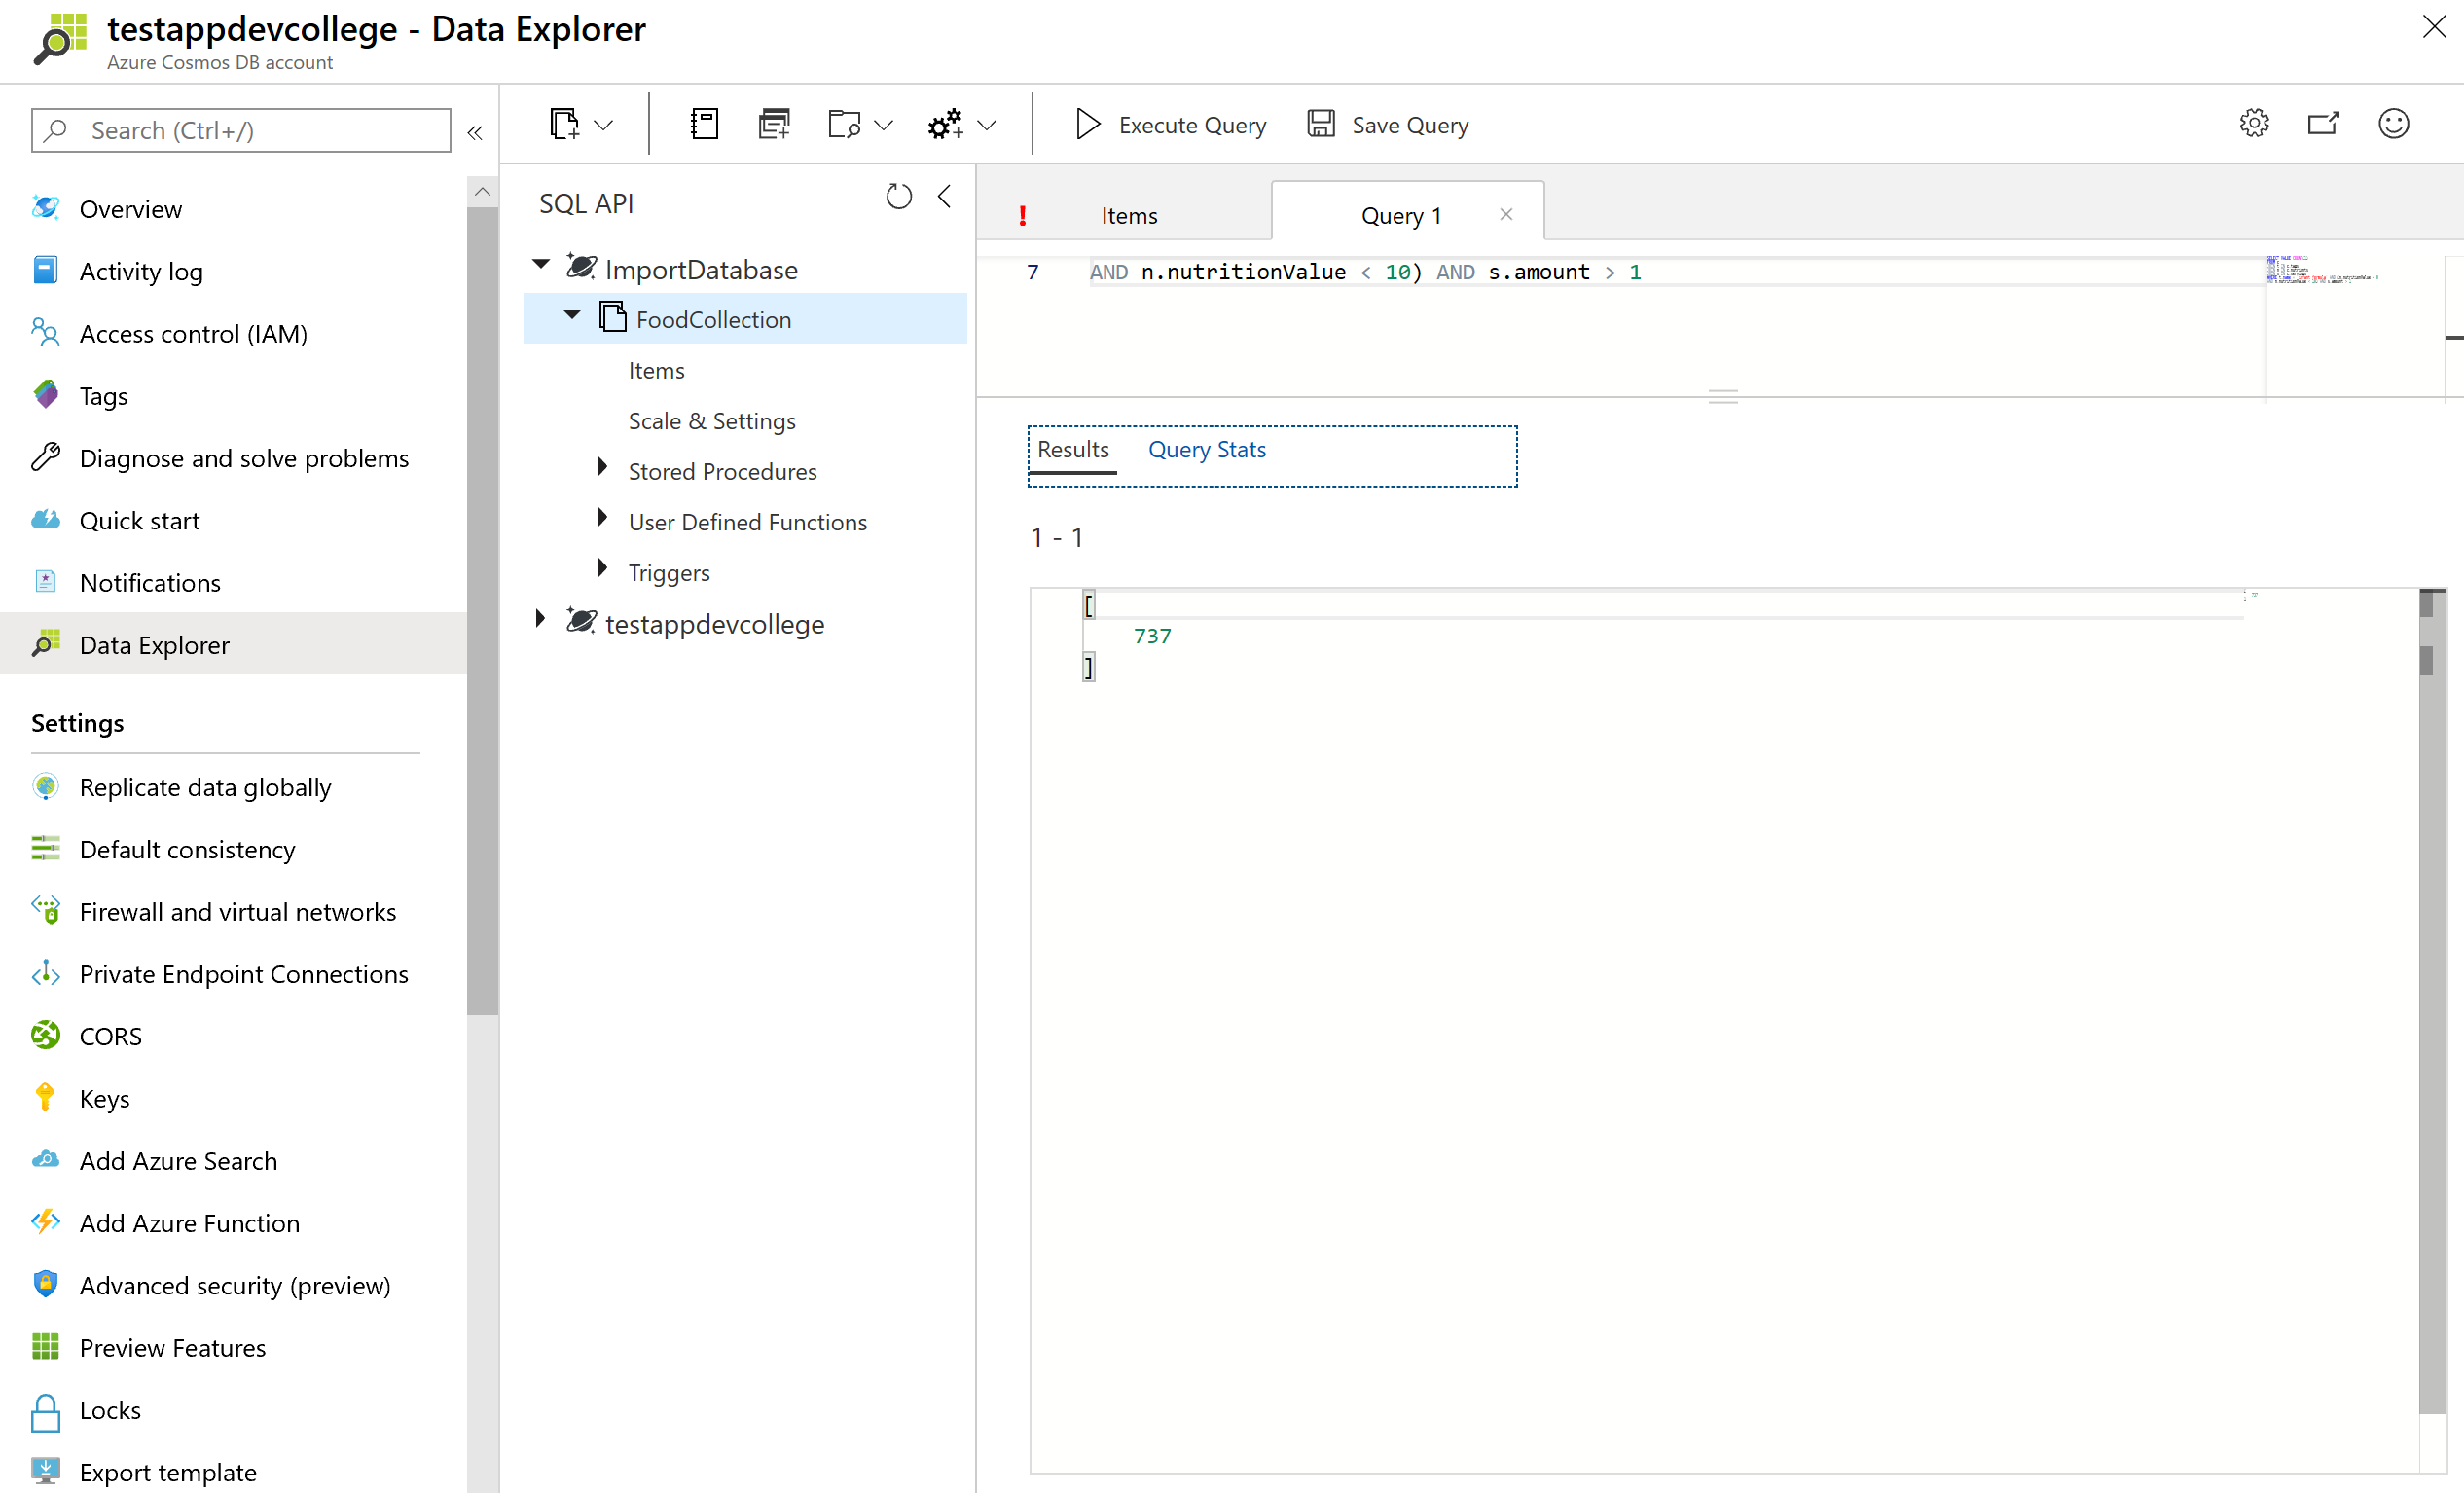 testappdevcollege - Data Explorer
Azure Cosmos DB account
Search (Ctrl+/)
«
Overview
Activity log
Access control (IAM)
Tags
Diagnose and solve problems
Quick start
Notifications
Data Explorer
Settings
Replicate data globally
Default consistency
Firewall and virtual networks
Private Endpoint Connections
CORS
Keys
Add Azure Search
Add Azure Function
Advanced security (preview)
Preview Features
Locks
Export template
Execute Query
Save Query
SQL API
ImportDatabase
FoodCollection
Items
Scale & Settings
Stored Procedures
User Defined Functions
Triggers
testappdevcollege
! Items
Query 1
7 AND n.nutritionValue < 10) AND s.amount > 1
Results Query Stats
1 - 1
[
737
]